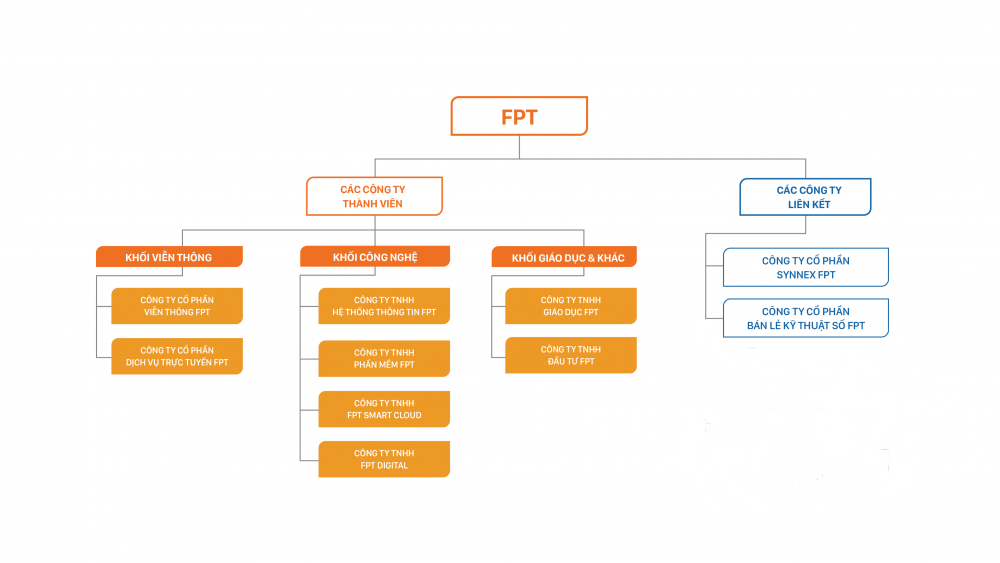 FPT
CÁC CÔNG TY
THÀNH VIÊN
CÁC CÔNG TY
LIÊN KẾT
KHỐI VIỄN THÔNG
CÔNG TY CỔ PHẦN
VIỄN THÔNG FPT
CÔNG TY CỔ PHẦN
DỊCH VỤ TRỰC TUYẾN FPT
KHỐI CÔNG NGHỆ
CÔNG TY TNHH
HỆ THỐNG THÔNG TIN FPT
CÔNG TY TNHH
PHẦN MỀM FPT
CÔNG TY TNHH
FPT SMART CLOUD
CÔNG TY TNHH
FPT DIGITAL
KHỐI GIÁO DỤC & KHÁC
CÔNG TY TNHH
GIÁO DỤC FPT
CÔNG TY TNHH
ĐẦU TƯ FPT
CÔNG TY CỔ PHẦN
SYNNEX FPT
CÔNG TY CỔ PHẦN
BÁN LẺ KỸ THUẬT SỐ FPT